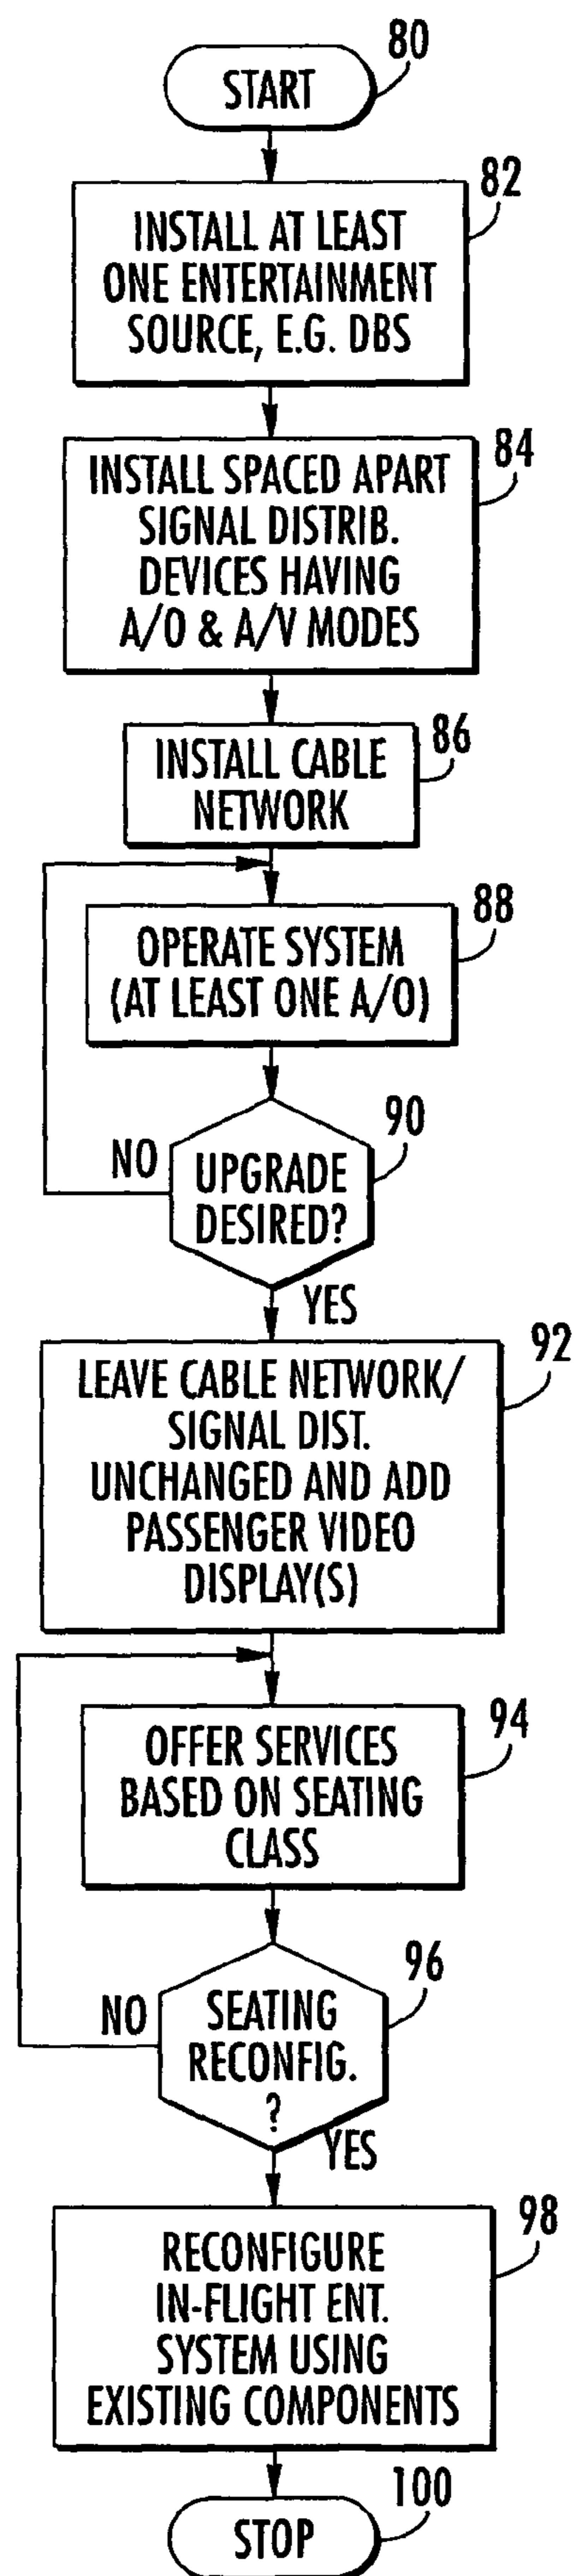 80
START
82
INSTALL AT LEAST
ONE ENTERTAINMENT
SOURCE, E.G. DBS
84
INSTALL SPACED APART
SIGNAL DISTRIB.
DEVICES HAVING
A/O & A/V MODES
86
INSTALL CABLE
NETWORK
88
OPERATE SYSTEM
(AT LEAST ONE A/O)
90
NO
UPGRADE
DESIRED?
YES
92
LEAVE CABLE NETWORK/
SIGNAL DIST.
UNCHANGED AND ADD
PASSENGER VIDEO
DISPLAY(S)
94
OFFER SERVICES
BASED ON SEATING
CLASS
96
NO
SEATING
RECONFIG.
?
YES
98
RECONFIGURE
IN-FLIGHT ENT.
SYSTEM USING
EXISTING COMPONENTS
100
STOP